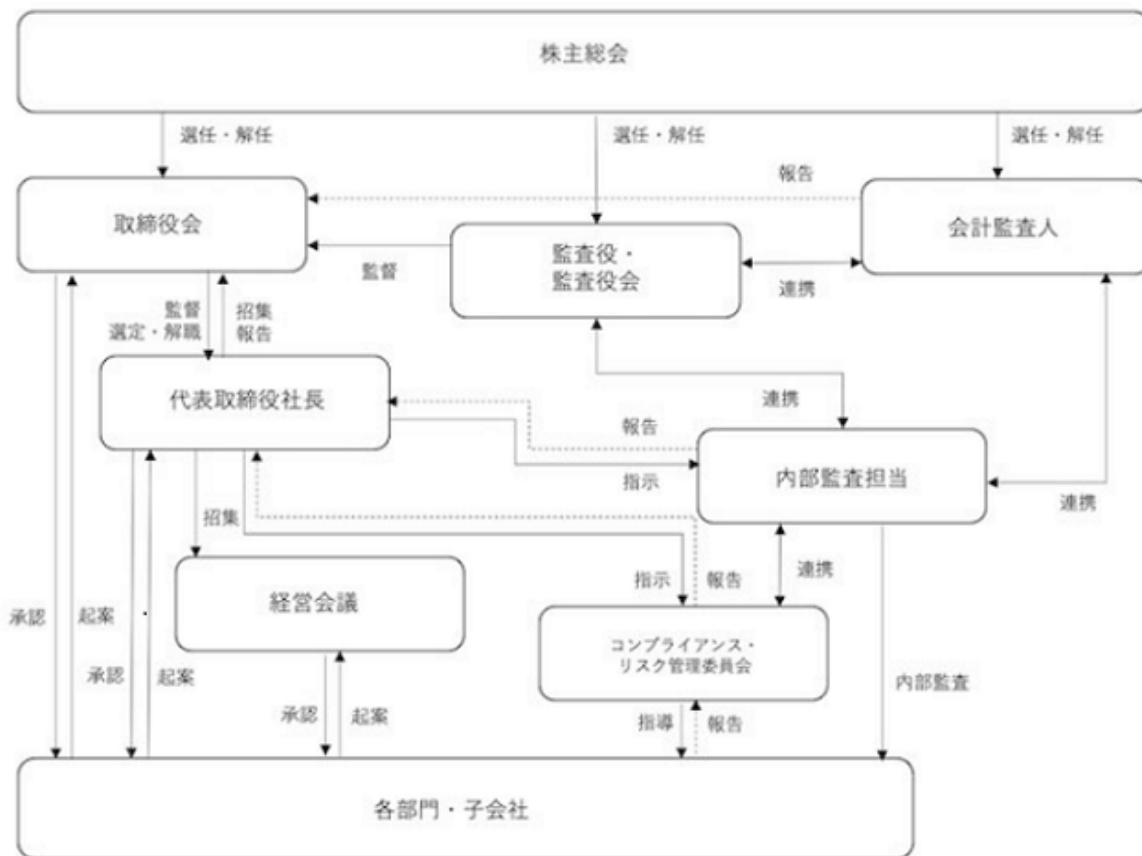 株主総会
選任・解任
選任・解任
選任・解任
報告
取締役会
会計監査人
監査役・
監査役会
監督
連携
監督
選定・解職
招集
報告
代表取締役社長
連携
報告
内部監査担当
指示
連携
招集
指示
報告
連携
経営会議
承認
起案
コンプライアンス・
リスク管理委員会
承認
起案
内部監査
承認
起案
指導
報告
各部門・子会社